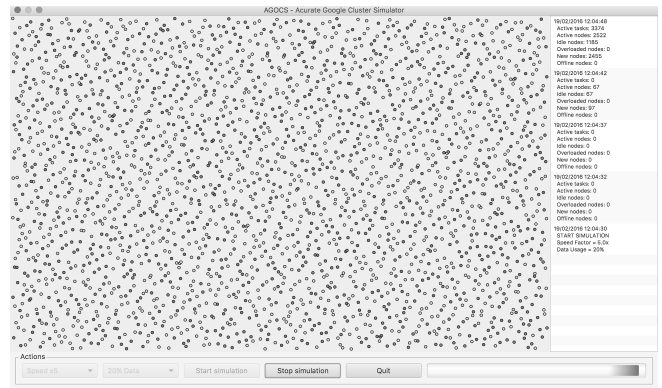 AGOCS - Acurate Google Cluster Simulator
19/02/2016 12:04:48
Active tasks: 3374
Active nodes: 2522
Idle nodes: 1185
Overloaded nodes: 0
New nodes: 2455
Offline nodes: 0
19/02/2016 12:04:42
Active tasks: 0
Active nodes: 67
Idle nodes: 67
Overloaded nodes: 0
New nodes: 97
Offline nodes: 0
19/02/2016 12:04:37
Active tasks: 0
Active nodes: 0
Idle nodes: 0
Overloaded nodes: 0
New nodes: 0
Offline nodes: 0
19/02/2016 12:04:32
Active tasks: 0
Active nodes: 0
Idle nodes: 0
Overloaded nodes: 0
New nodes: 0
Offline nodes: 0
19/02/2016 12:04:30
START SIMULATION
Speed Factor = 5.0x
Data Usage = 20%
Actions
Speed x5
20% Data
Start simulation
Stop simulation
Quit